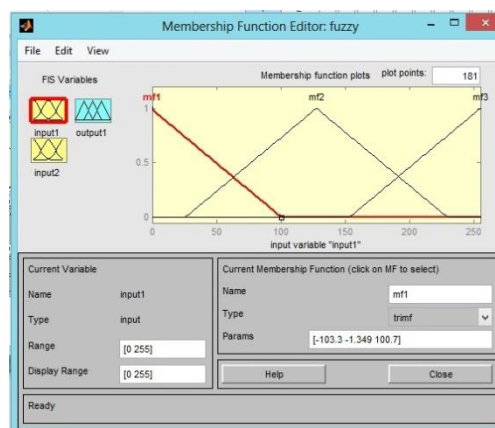 Membership Function Editor: fuzzy
File Edit View
FIS Variables
Membership function plots plot points: 181
input1 output1
input2
mf1 mf2 mf3
1
0.5
0
0 50 100 150 200 250
input variable "input1"
Current Variable
Name input1
Type input
Range [0 255]
Display Range [0 255]
Current Membership Function (click on MF to select)
Name mf1
Type trimf
Params [-103.3 -1.349 100.7]
Help Close
Ready